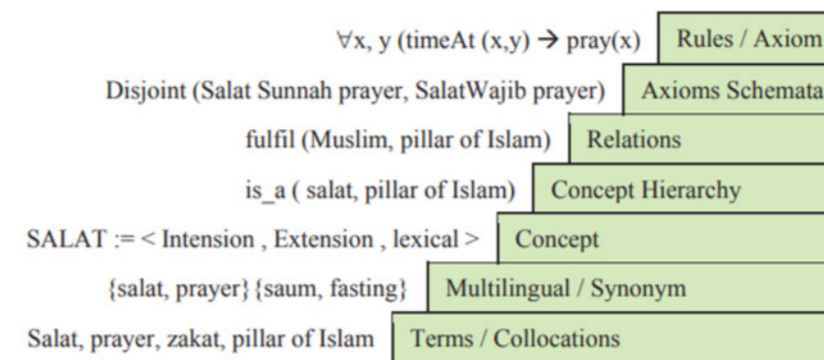 ∀x, y (timeAt (x,y) → pray(x) Rules / Axiom
Disjoint (Salat Sunnah prayer, SalatWajib prayer) Axioms Schemata
fulfil (Muslim, pillar of Islam) Relations
is_a ( salat, pillar of Islam) Concept Hierarchy
SALAT := < Intension , Extension , lexical > Concept
{salat, prayer} {saum, fasting} Multilingual / Synonym
Salat, prayer, zakat, pillar of Islam Terms / Collocations